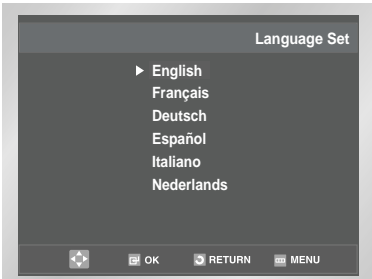 Language Set
English
Français
Deutsch
Español
Italiano
Nederlands
OK RETURN MENU